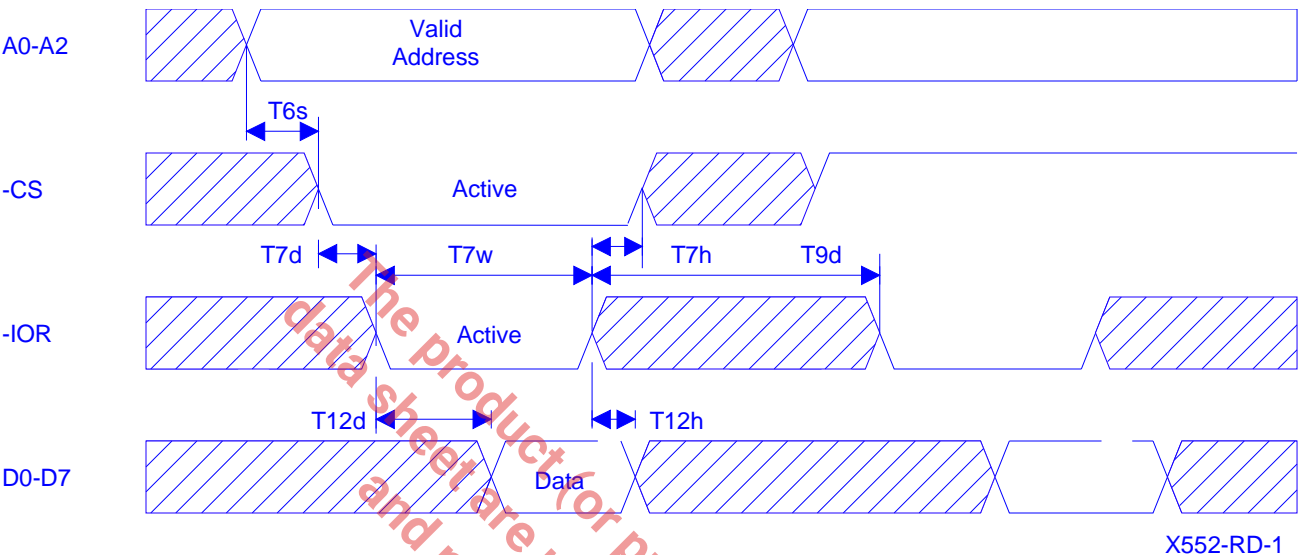 A0-A2
Valid
Address
T6s
-CS
Active
T7d
T7w
T7h
T9d
-IOR
Active
T12d
T12h
D0-D7
Data
The product (or
data sheet are
and
X552-RD-1